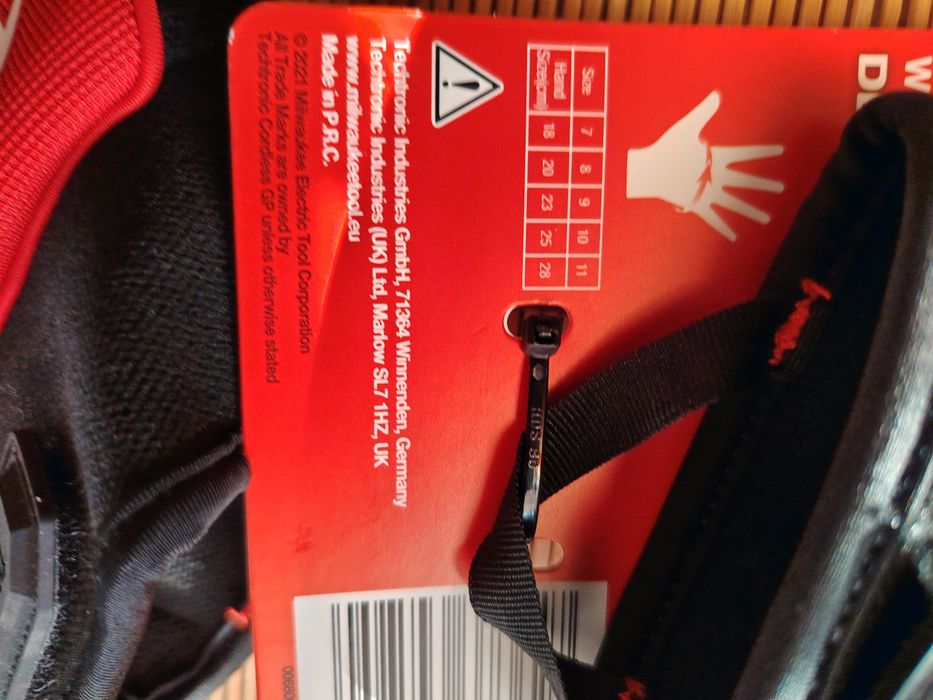 Size 7 8 9 10 11
Hand
Size(cm) 18 20 23 25 28
Techtronic Industries GmbH, 71364 Winnenden, Germany
Techtronic Industries (UK) Ltd, Marlow SL7 1HZ, UK
www.milwaukeetool.eu
Made in P.R.C.
© 2021 Milwaukee Electric Tool Corporation
All Trade Marks are owned by
Techtronic Cordless GP unless otherwise stated